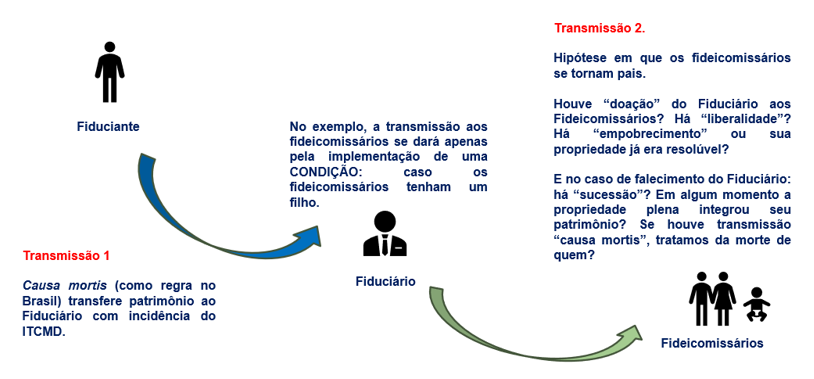 Fiduciante
Transmissão 1
Causa mortis (como regra no
Brasil) transfere patrimônio ao
Fiduciário com incidência do
ITCMD.
No exemplo, a transmissão aos
fideicomissários se dará apenas
pela implementação de uma
CONDIÇÃO: caso os
fideicomissários tenham um
filho.
Fiduciário
Transmissão 2.
Hipótese em que os fideicomissários
se tornam pais.
Houve “doação” do Fiduciário aos
Fideicomissários? Há “liberalidade”?
Há “empobrecimento” ou sua
propriedade já era resolúvel?
E no caso de falecimento do Fiduciário:
há “sucessão”? Em algum momento a
propriedade plena integrou seu
patrimônio? Se houve transmissão
“causa mortis”, tratamos da morte de
quem?
Fideicomissários